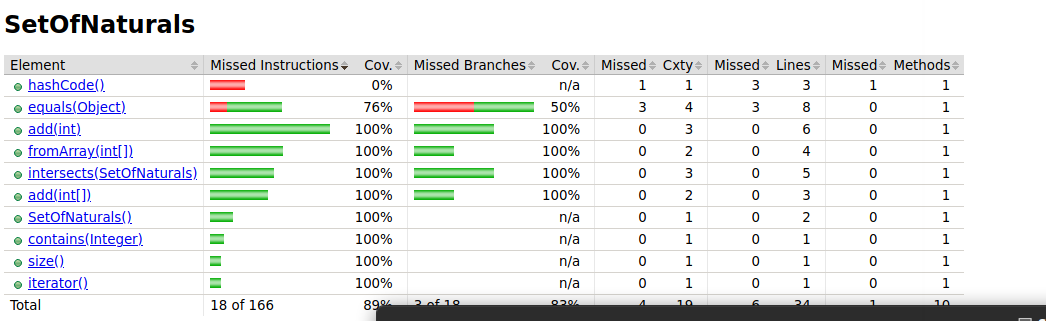 SetOfNaturals
Element Missed Instructions Cov. Missed Branches Cov. Missed Cxty Missed Lines Missed Methods
hashCode() 0% n/a 1 1 3 3 1 1
equals(Object) 76% 50% 3 4 3 8 0 1
add(int) 100% 100% 0 3 0 6 0 1
fromArray(int[]) 100% 100% 0 2 0 4 0 1
intersects(SetOfNaturals) 100% 100% 0 3 0 5 0 1
add(int[]) 100% 100% 0 2 0 3 0 1
SetOfNaturals() 100% n/a 0 1 0 2 0 1
contains(Integer) 100% n/a 0 1 0 1 0 1
size() 100% n/a 0 1 0 1 0 1
iterator() 100% n/a 0 1 0 1 0 1
Total 18 of 166 89% 3 of 18 83% 4 19 6 34 1 10